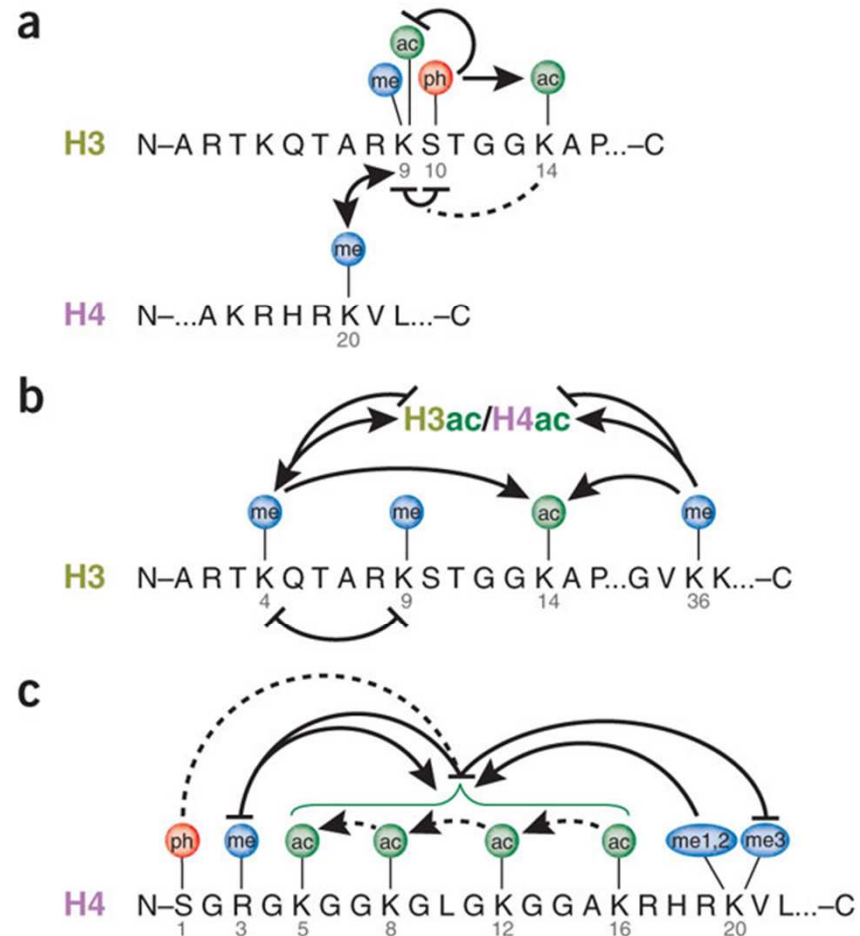 a
ac
me ph ac
H3 N–ARTKQTARKSTGGKAP...–C
9 10 14
me
H4 N–...AKRHRKVL...–C
20
b
H3ac/H4ac
me me ac me
H3 N–ARTKQTARKSTGGKAP...GVKK...–C
4 9 14 36
c
ph me ac ac ac ac me1,2 me3
H4 N–SGRGKGGKGLGKGGAKRHRKVL...–C
1 3 5 8 12 16 20